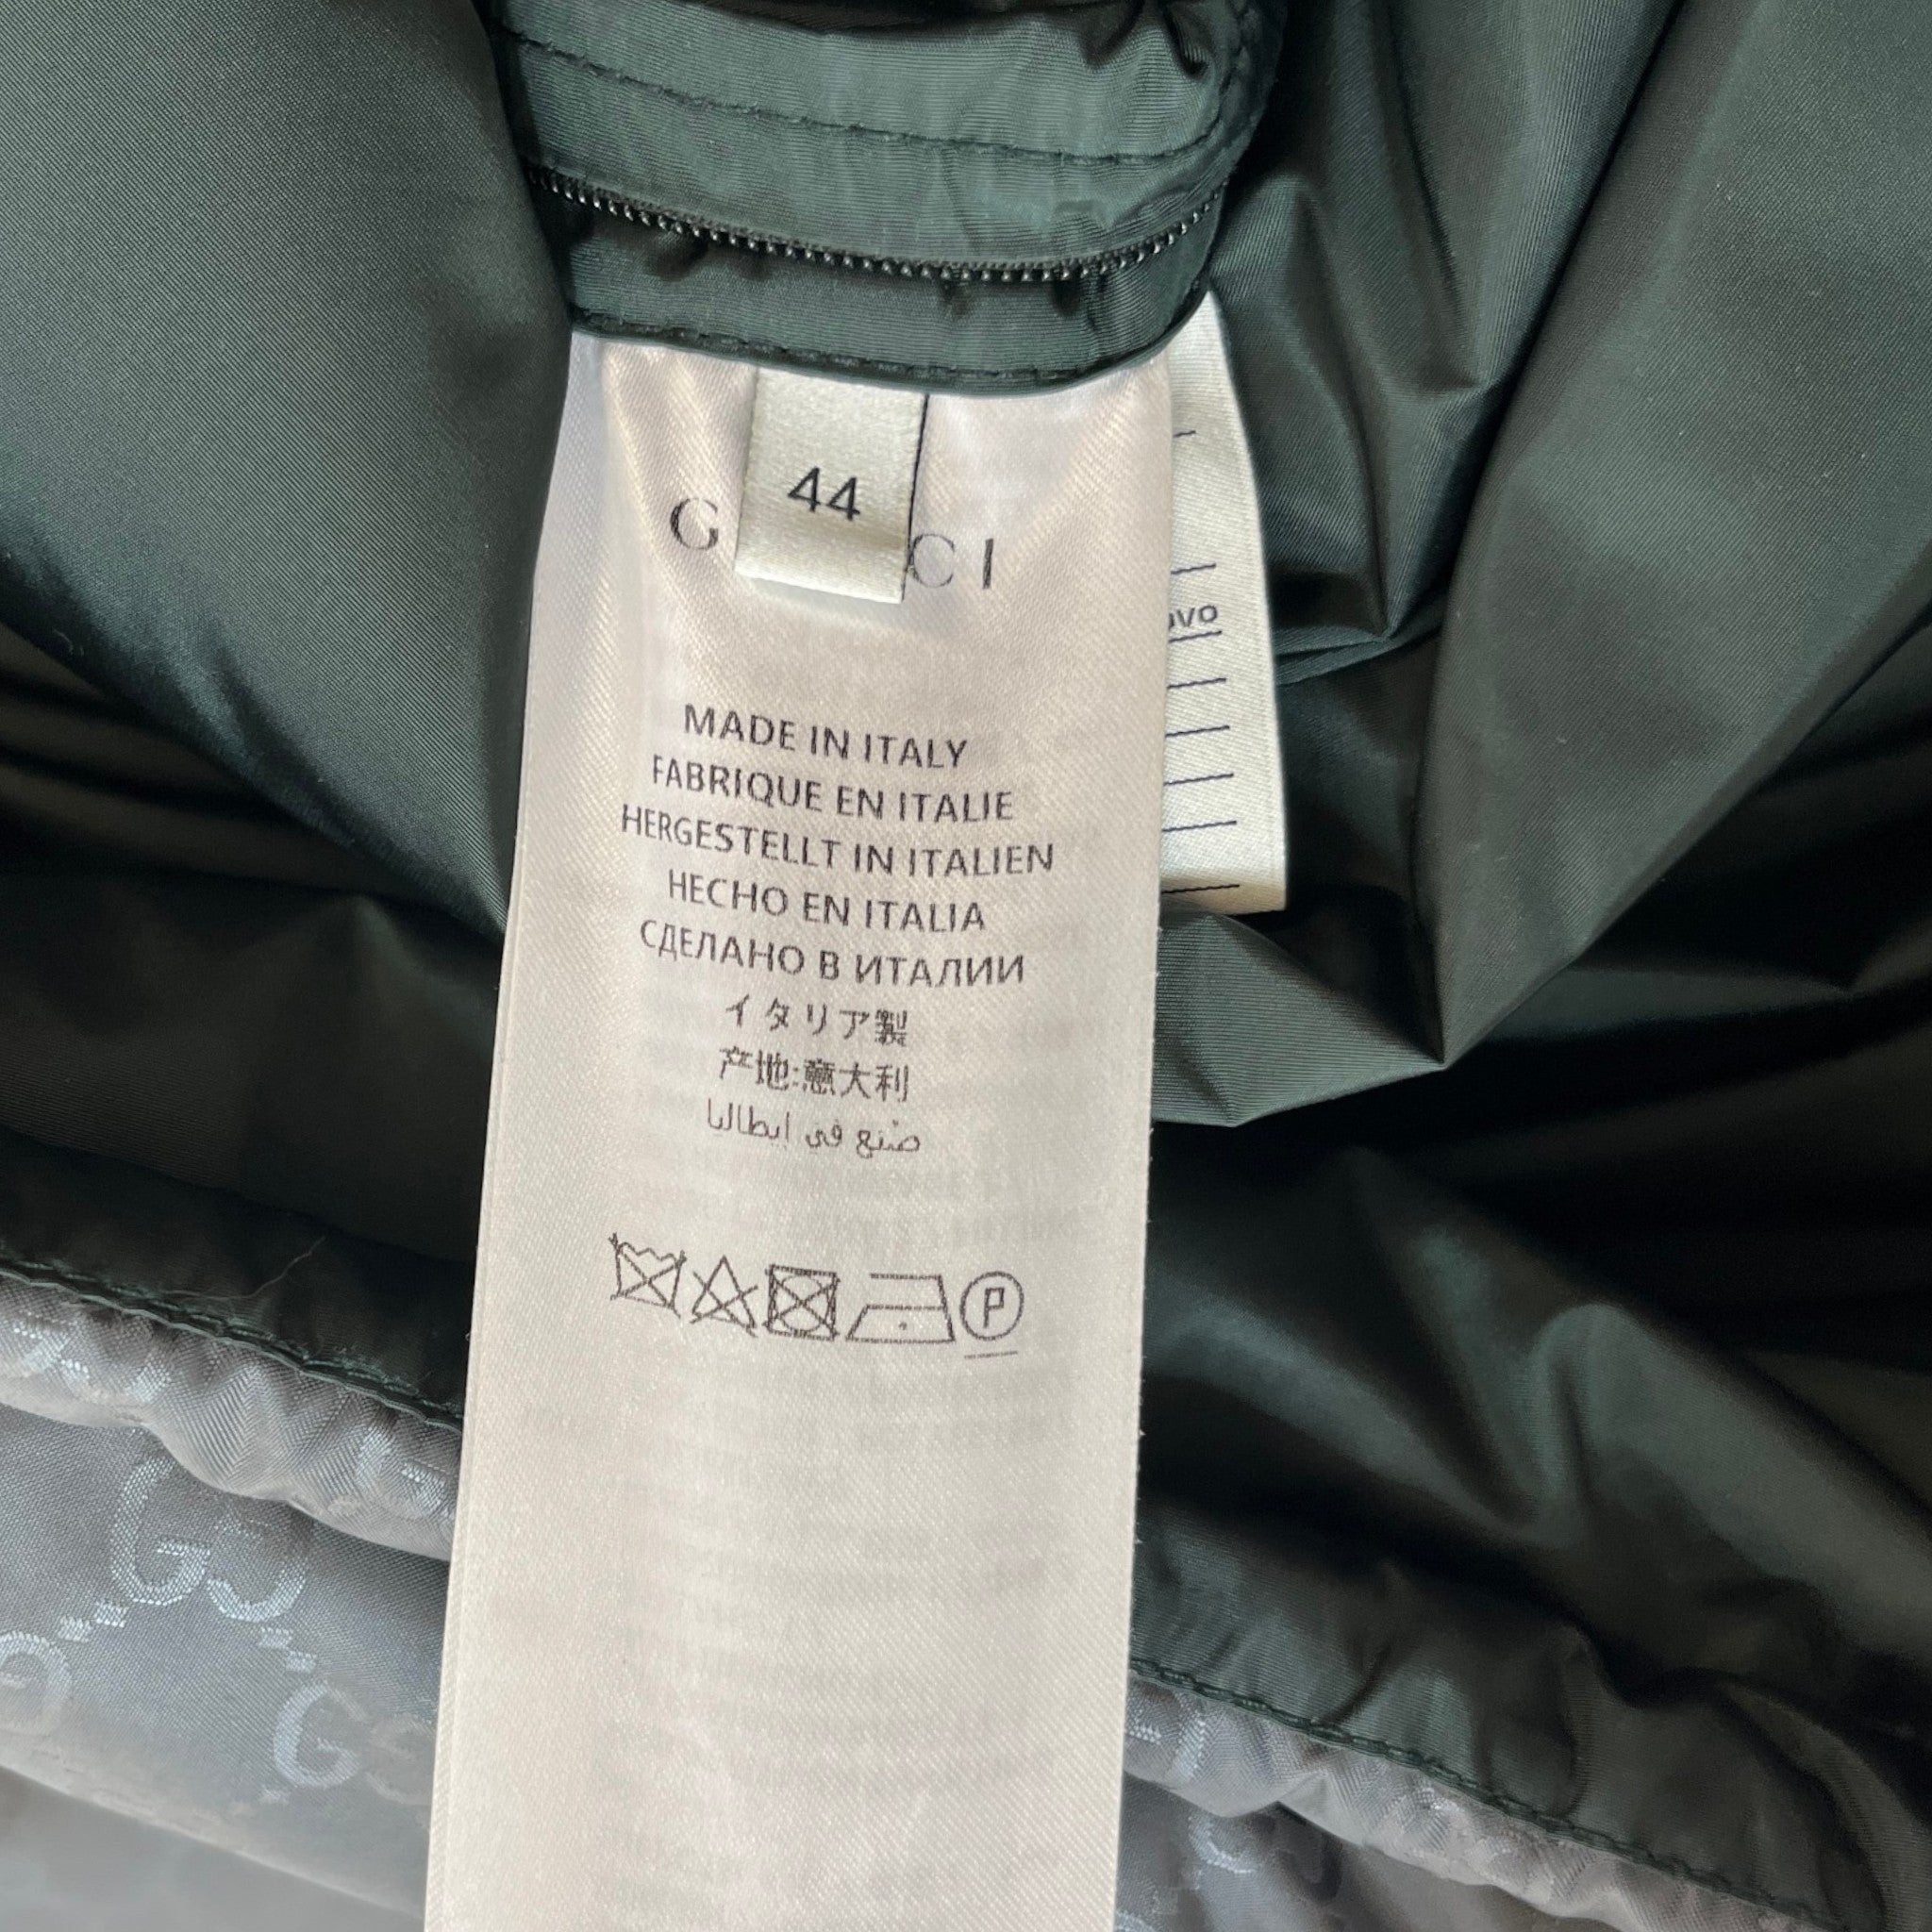 44
G CCI
MADE IN ITALY
FABRIQUE EN ITALIE
HERGESTELLT IN ITALIEN
HECHO EN ITALIA
СДЕЛАНО В ИТАЛИИ
イタリア製
产地:意大利
صنع في ايطاليا
P